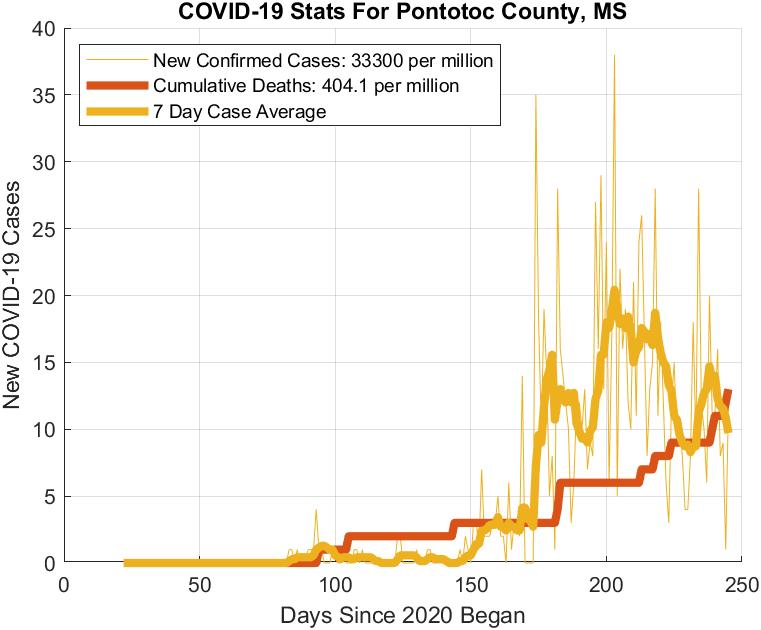 COVID-19 Stats For Pontotoc County, MS
New Confirmed Cases: 33300 per million
Cumulative Deaths: 404.1 per million
7 Day Case Average
New COVID-19 Cases
40
35
30
25
20
15
10
5
0
0 50 100 150 200 250
Days Since 2020 Began